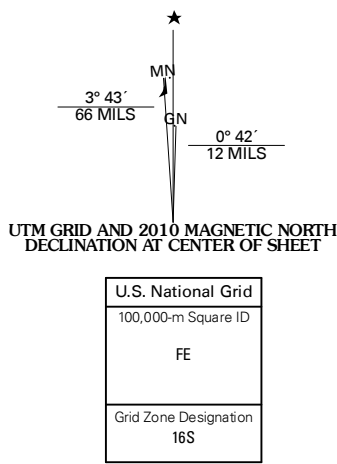 ★
MN
3° 43´
66 MILS
GN
0° 42´
12 MILS
UTM GRID AND 2010 MAGNETIC NORTH
DECLINATION AT CENTER OF SHEET
U.S. National Grid
100,000-m Square ID
FE
Grid Zone Designation
16S